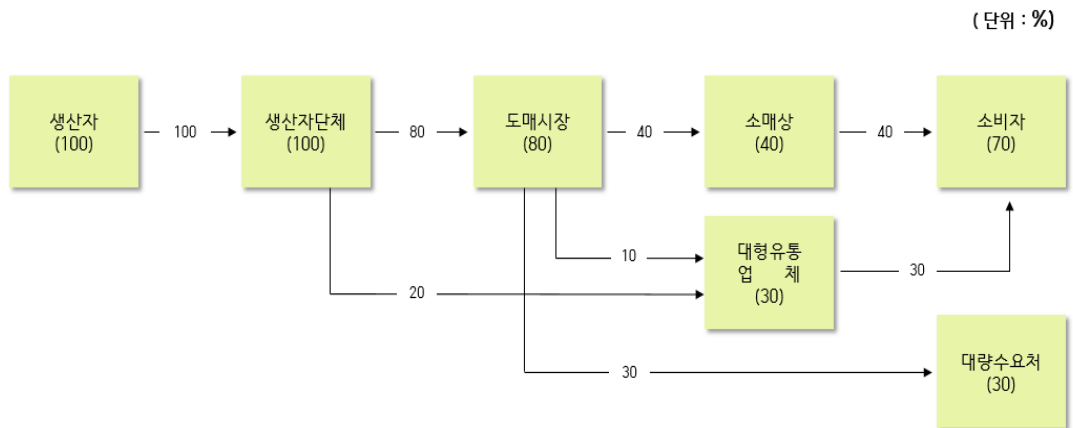 ( 단위 : %)
생산자
(100)
100
생산자단체
(100)
80
도매시장
(80)
40
소매상
(40)
40
소비자
(70)
10
대형유통
업 체
(30)
30
20
30
대량수요처
(30)